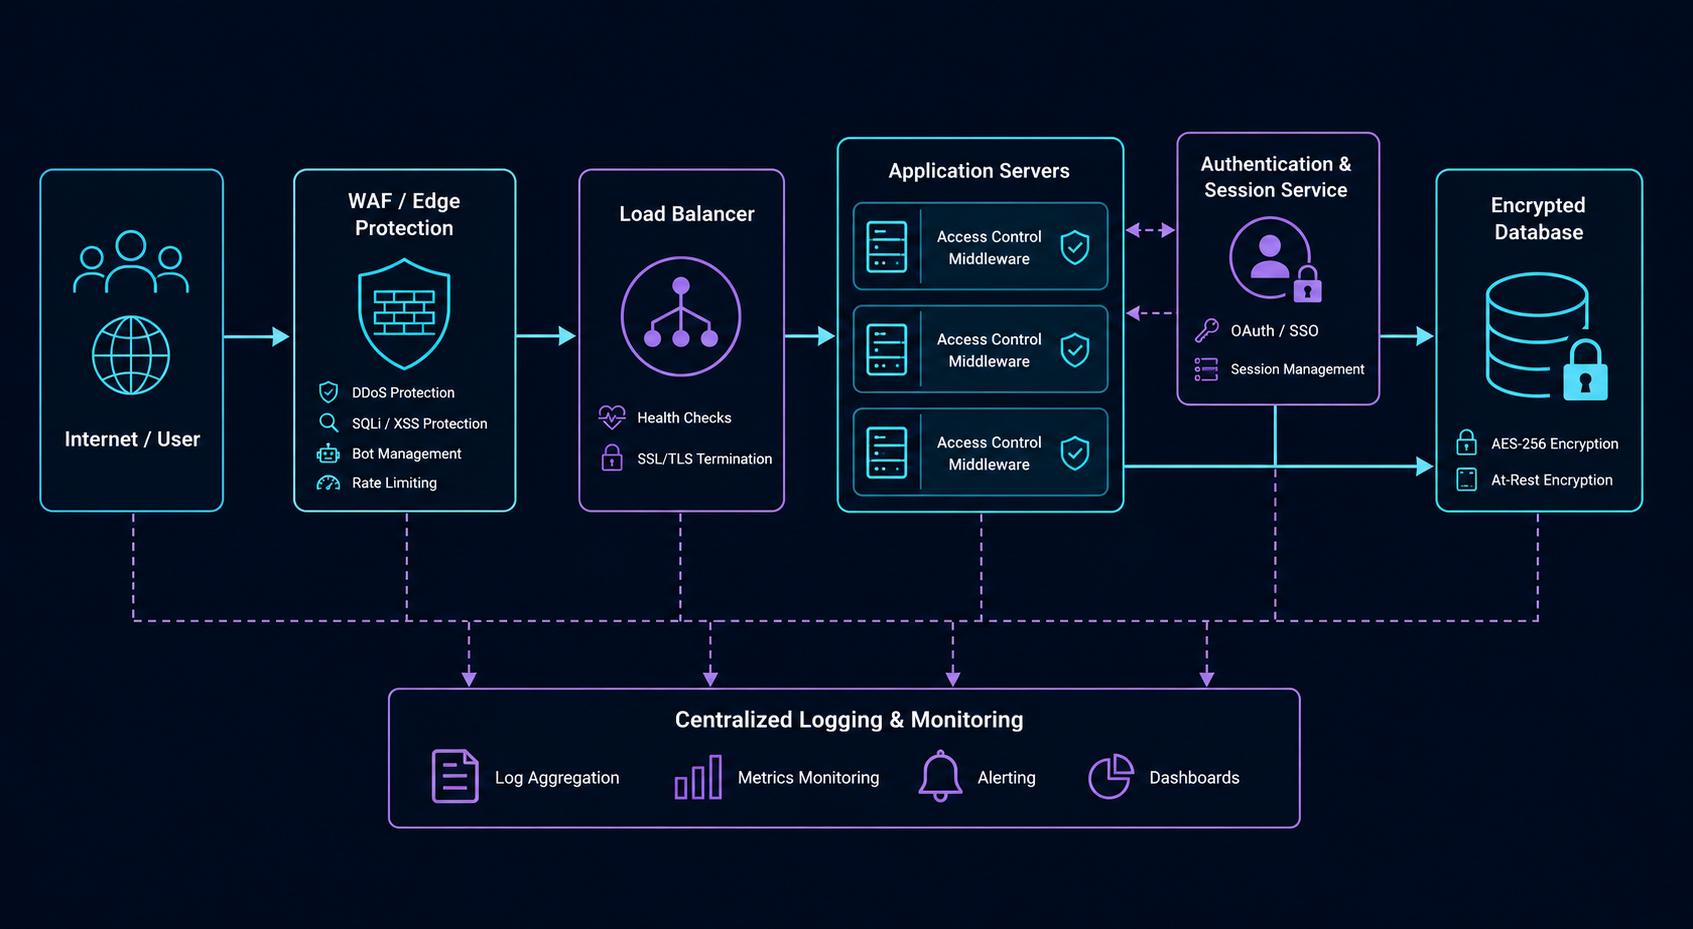 Internet / User
WAF / Edge
Protection
DDoS Protection
SQLi / XSS Protection
Bot Management
Rate Limiting
Load Balancer
Health Checks
SSL/TLS Termination
Application Servers
Access Control
Middleware
Access Control
Middleware
Access Control
Middleware
Authentication &
Session Service
OAuth / SSO
Session Management
Encrypted
Database
AES-256 Encryption
At-Rest Encryption
Centralized Logging & Monitoring
Log Aggregation
Metrics Monitoring
Alerting
Dashboards